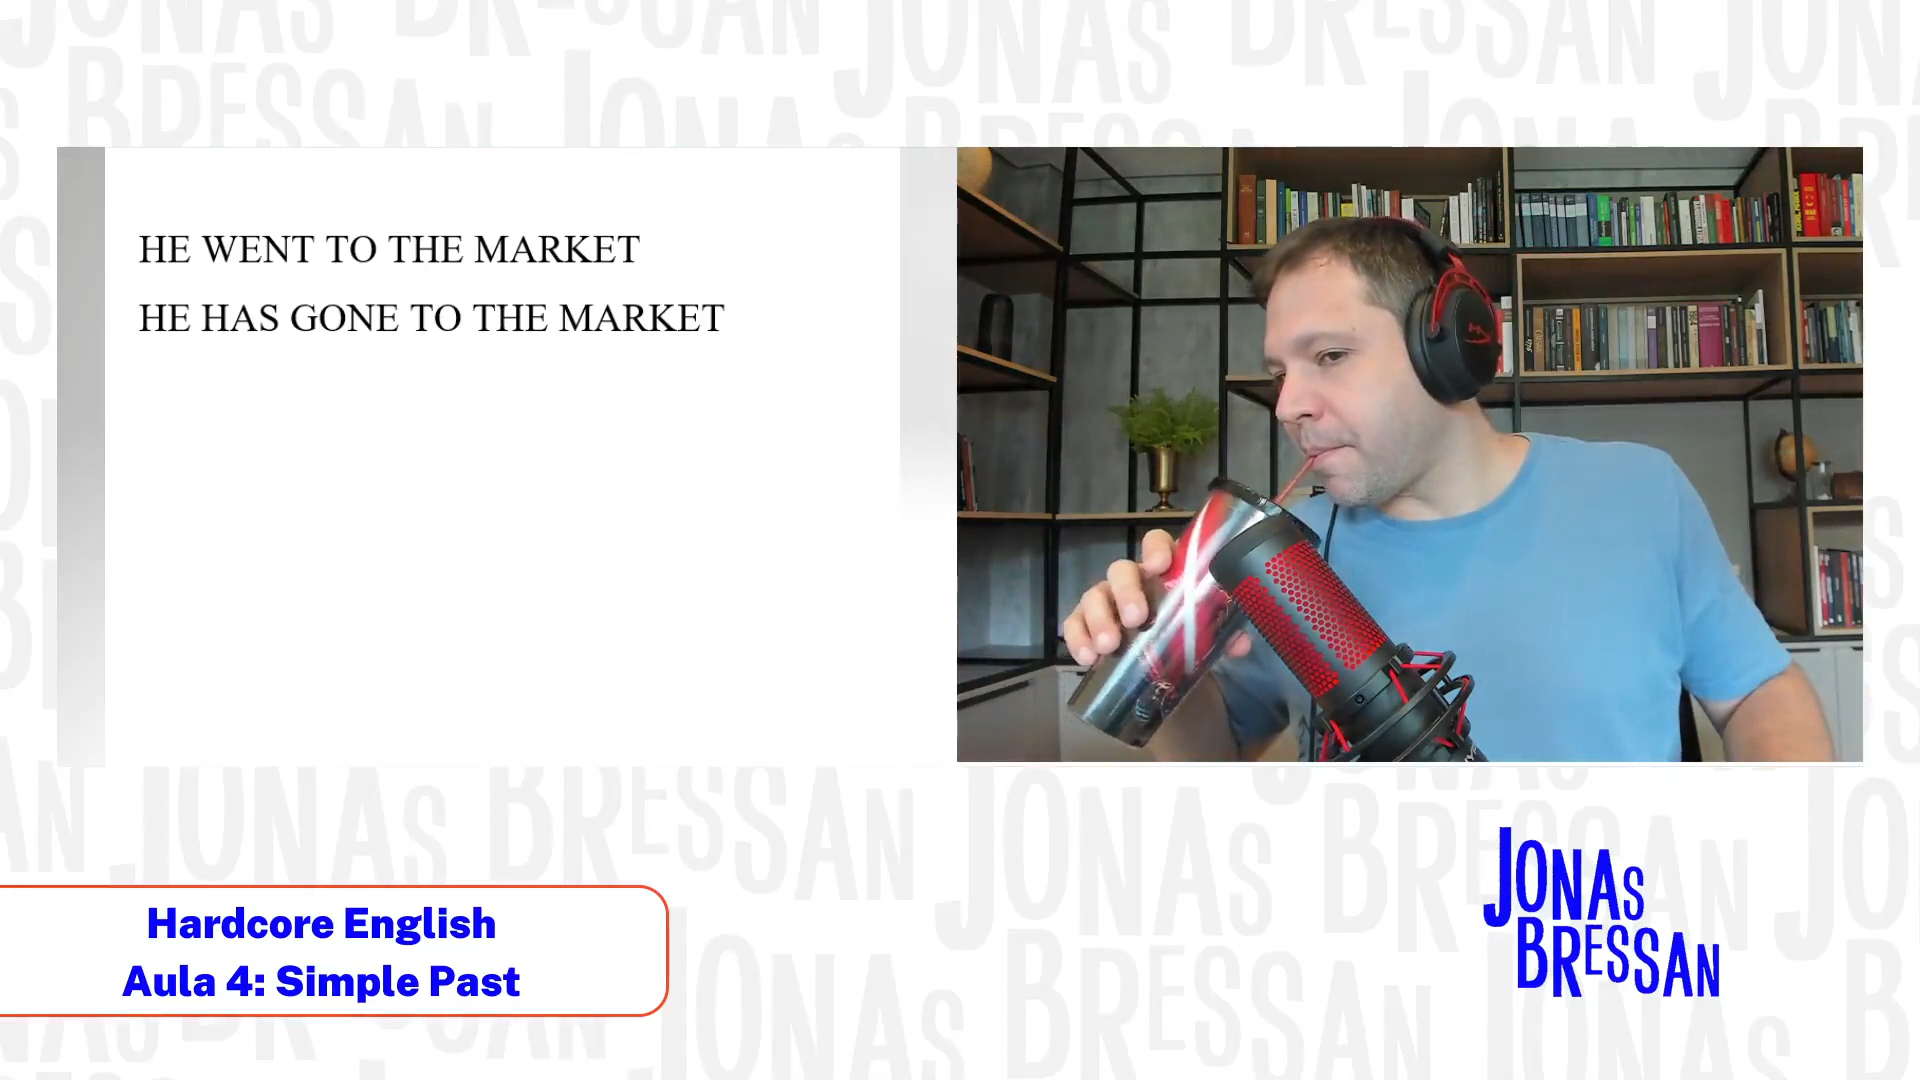 HE WENT TO THE MARKET
HE HAS GONE TO THE MARKET
Hardcore English
Aula 4: Simple Past
JONAS
BRESSAN